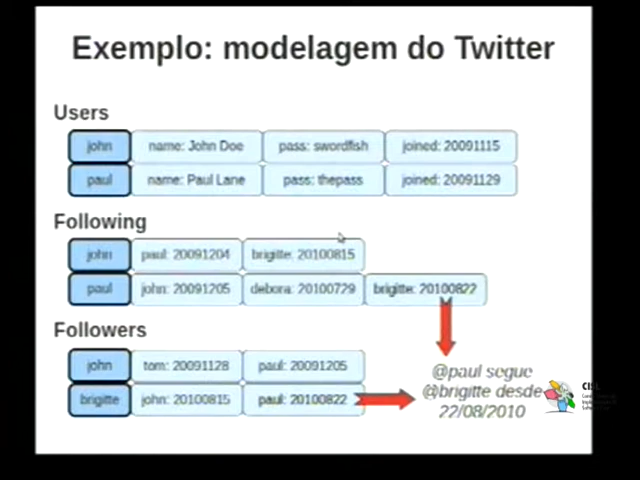 Exemplo: modelagem do Twitter
Users
john name: John Doe pass: swordfish joined: 20091115
paul name: Paul Lane pass: thepass joined: 20091129
Following
john paul: 20091204 brigitte: 20100815
paul john: 20091205 debora: 20100729 brigitte: 20100822
Followers
john tom: 20091128 paul: 20091205
brigitte john: 20100815 paul: 20100822
@paul segue
@brigitte desde
22/08/2010